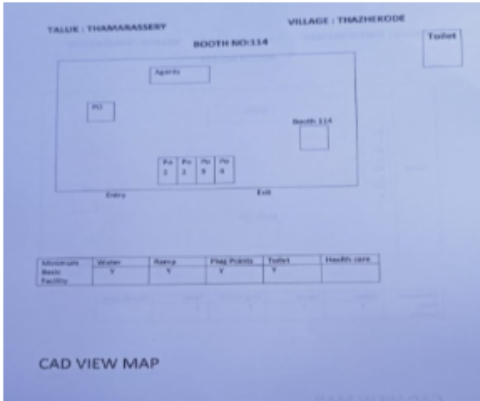 TALUK : THAMARASSERY
VILLAGE : THAZHEKODE
BOOTH NO:114
Toilet
Agents
PO
Booth 114
Po Po Po Po
1 2 3 4
Entry Exit
Minimum Basic Facility Water Ramp Plug Points Toilet Health care
Y Y Y Y
CAD VIEW MAP